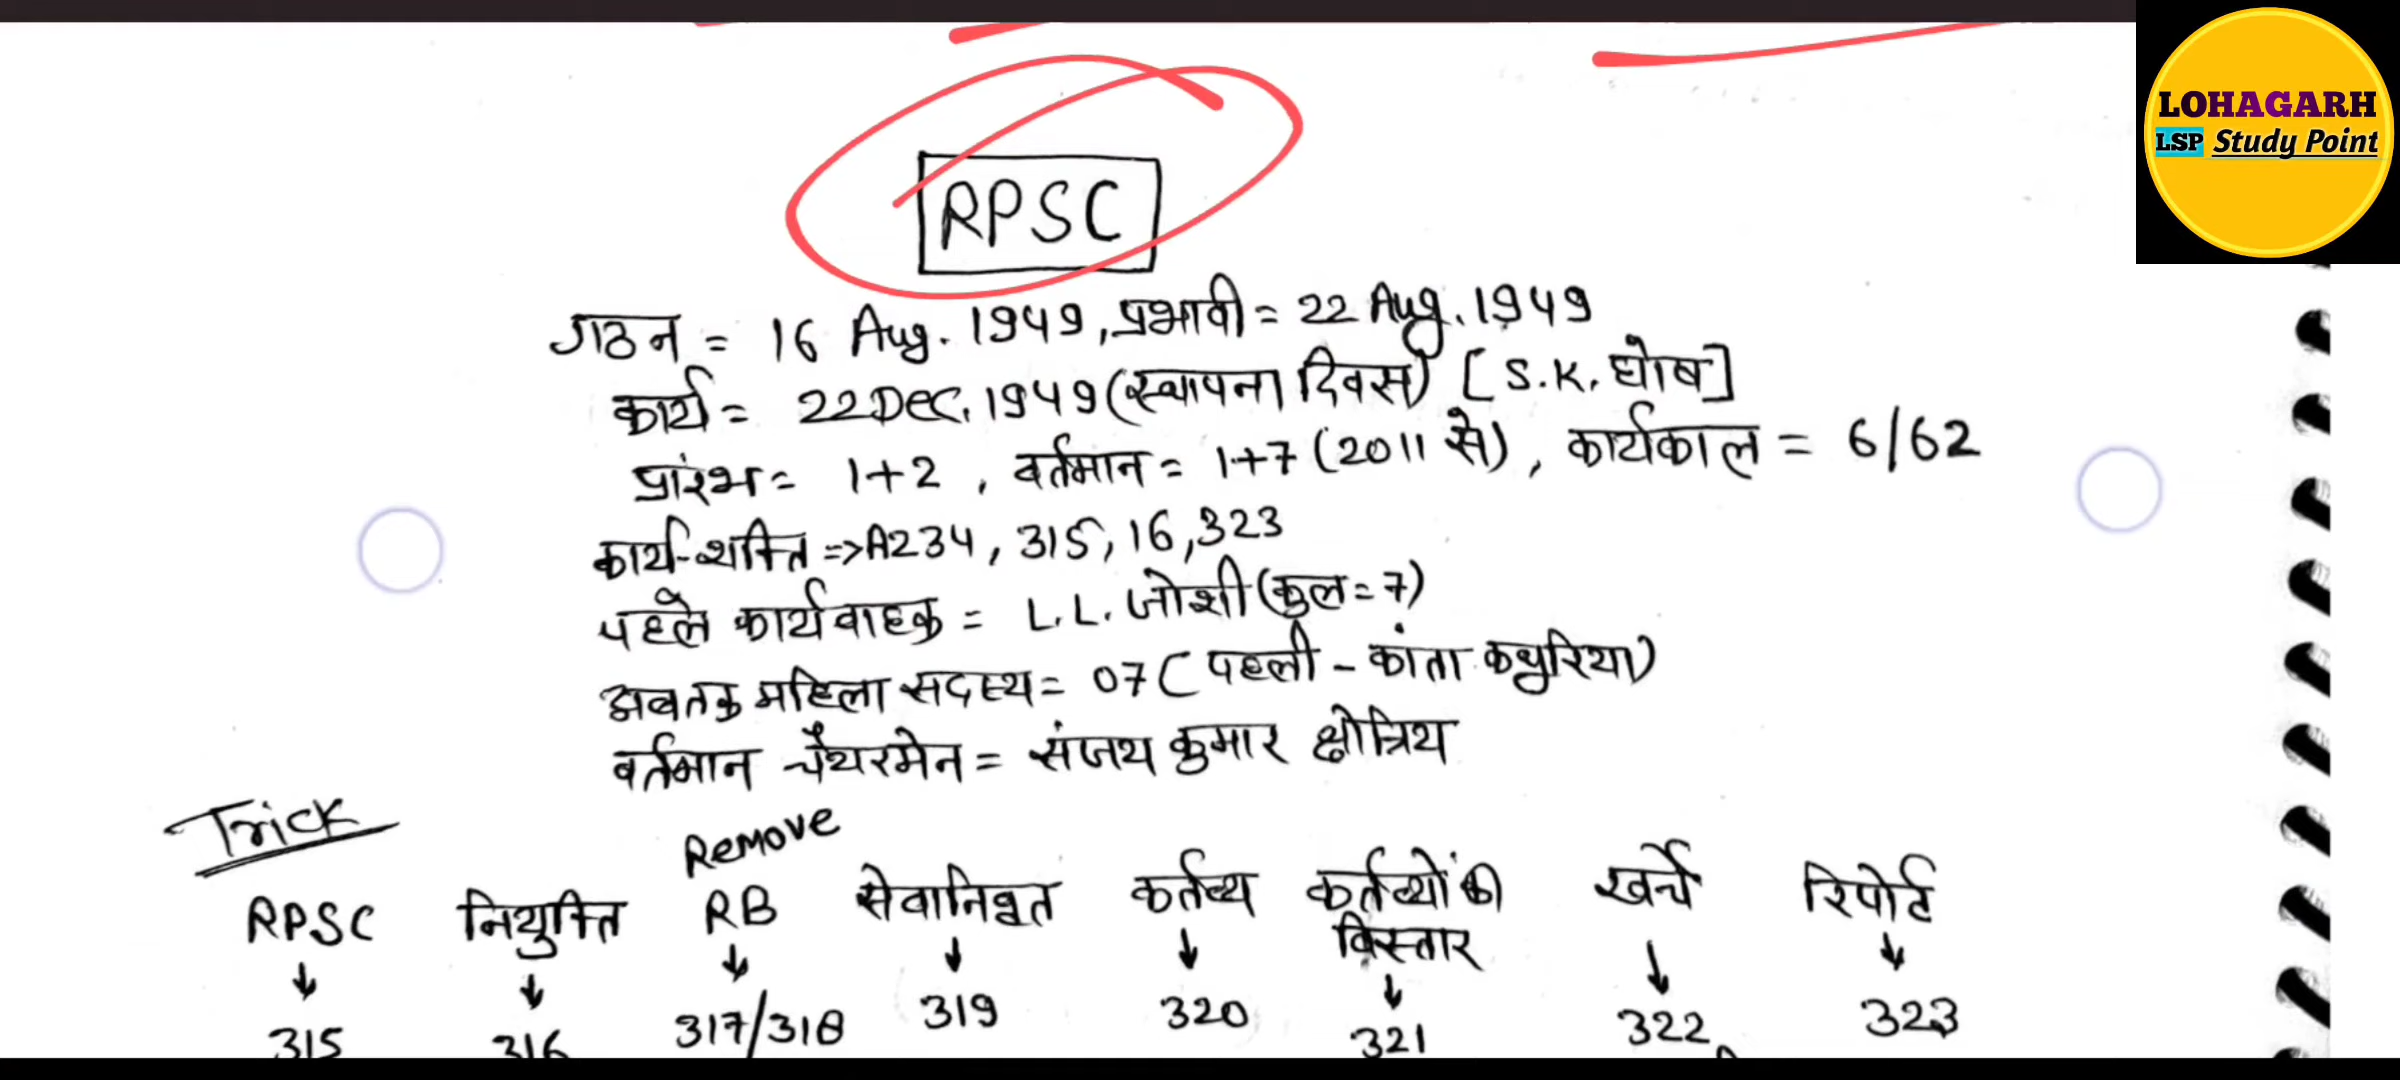 LOHAGARH
LSP Study Point
RPSC
गठन = 16 Aug. 1949, प्रभावी = 22 Aug. 1949
कार्य = 22 Dec. 1949 (स्थापना दिवस) [S.K. घोष]
प्रांरभ = 1+2 , वर्तमान = 1+7 (2011 से) , कार्यकाल = 6/62
कार्य-शक्ति => A234, 315, 16, 323
पहले कार्यवाहक = L.L. जोशी (कुल = 7)
अबतक महिला सदस्य = 07 ( पहली - कांता कथुरिया)
वर्तमान चैयरमेन = संजय कुमार क्षोत्रिय
Trick
Remove
RPSC नियुक्ति RB सेवानिवृत कर्तव्य कर्तव्यों की खर्चे रिपोर्ट
विस्तार
↓ ↓ ↓ ↓ ↓ ↓ ↓ ↓
315 316 317/318 319 320 321 322 323